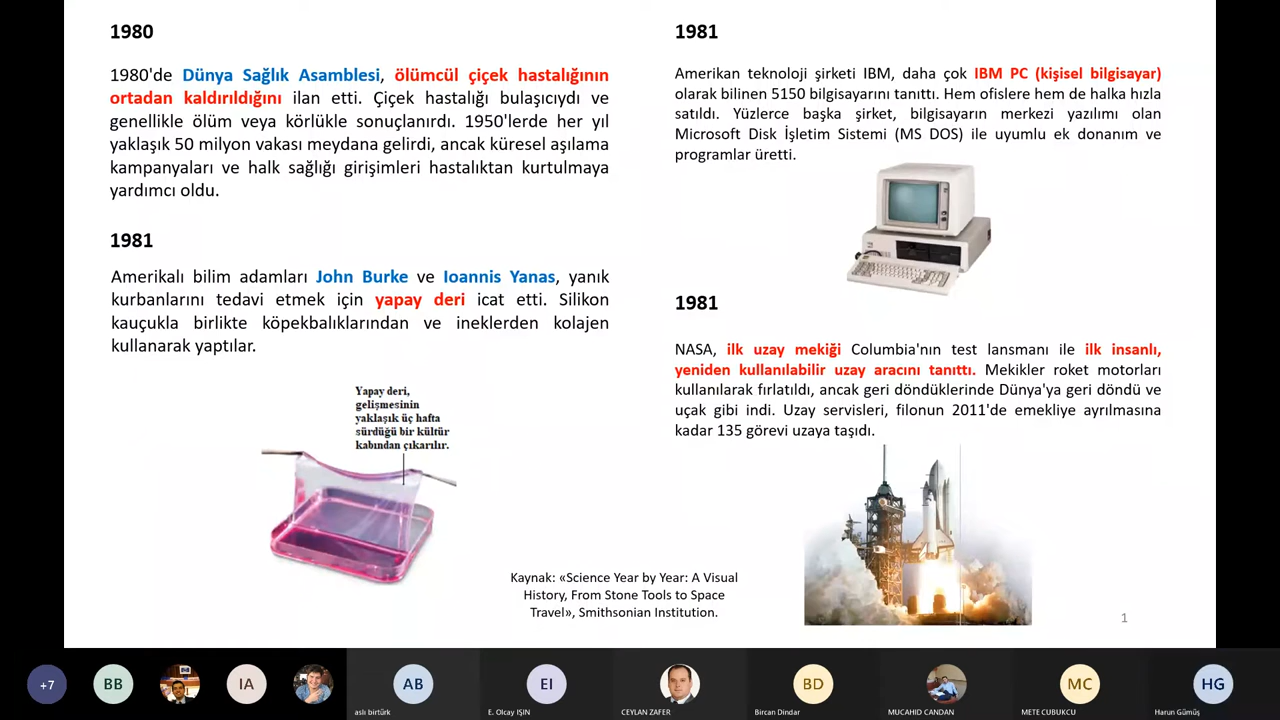 1980
1980'de Dünya Sağlık Asamblesi, ölümcül çiçek hastalığının
ortadan kaldırıldığını ilan etti. Çiçek hastalığı bulaşıcıydı ve
genellikle ölüm veya körlükle sonuçlanırdı. 1950'lerde her yıl
yaklaşık 50 milyon vakası meydana gelirdi, ancak küresel aşılama
kampanyaları ve halk sağlığı girişimleri hastalıktan kurtulmaya
yardımcı oldu.
1981
Amerikalı bilim adamları John Burke ve Ioannis Yanas, yanık
kurbanlarını tedavi etmek için yapay deri icat etti. Silikon
kauçukla birlikte köpekbalıklarından ve ineklerden kolajen
kullanarak yaptılar.
Yapay deri,
gelişmesinin
yaklaşık üç hafta
sürdüğü bir kültür
kabından çıkarılır.
Kaynak: «Science Year by Year: A Visual
History, From Stone Tools to Space
Travel», Smithsonian Institution.
1981
Amerikan teknoloji şirketi IBM, daha çok IBM PC (kişisel bilgisayar)
olarak bilinen 5150 bilgisayarını tanıttı. Hem ofislere hem de halka hızla
satıldı. Yüzlerce başka şirket, bilgisayarın merkezi yazılımı olan
Microsoft Disk İşletim Sistemi (MS DOS) ile uyumlu ek donanım ve
programlar üretti.
1981
NASA, ilk uzay mekiği Columbia'nın test lansmanı ile ilk insanlı,
yeniden kullanılabilir uzay aracını tanıttı. Mekikler roket motorları
kullanılarak fırlatıldı, ancak geri döndüklerinde Dünya'ya geri döndü ve
uçak gibi indi. Uzay servisleri, filonun 2011'de emekliye ayrılmasına
kadar 135 görevi uzaya taşıdı.
1
+7
BB
IA
AB
EI
BD
MC
HG
aslı birtürk
E. Olcay IŞIN
CEYLAN ZAFER
Bircan Dindar
MUCAHID CANDAN
METE CUBUKCU
Harun Gümüş